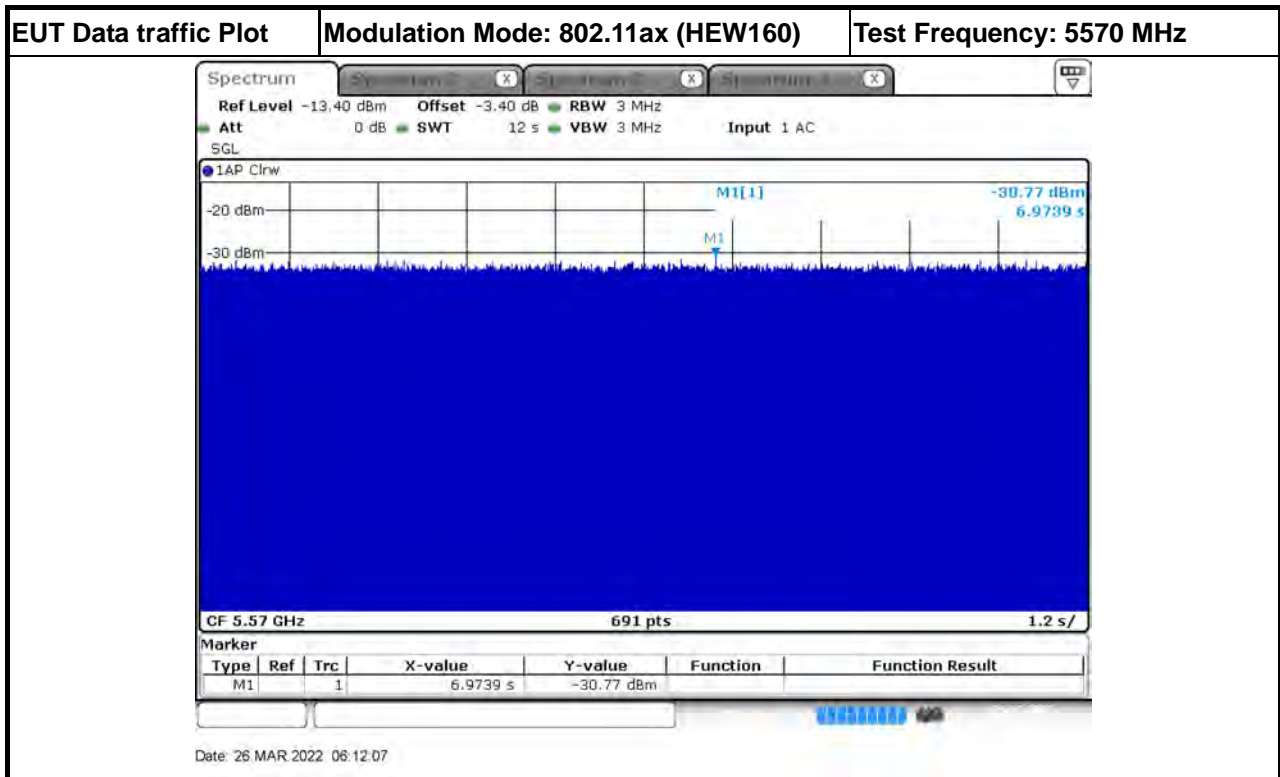 EUT Data traffic Plot Modulation Mode: 802.11ax (HEW160) Test Frequency: 5570 MHz
Spectrum X X X
Ref Level -13.40 dBm Offset -3.40 dB RBW 3 MHz
Att 0 dB SWT 12 s VBW 3 MHz Input 1 AC
SGL
1AP Clrw
M1[1] -30.77 dBm
6.9739 s
-20 dBm
M1
-30 dBm
CF 5.57 GHz 691 pts 1.2 s/
Marker
Type Ref Trc X-value Y-value Function Function Result
M1 1 6.9739 s -30.77 dBm
Date: 26.MAR.2022 06:12:07